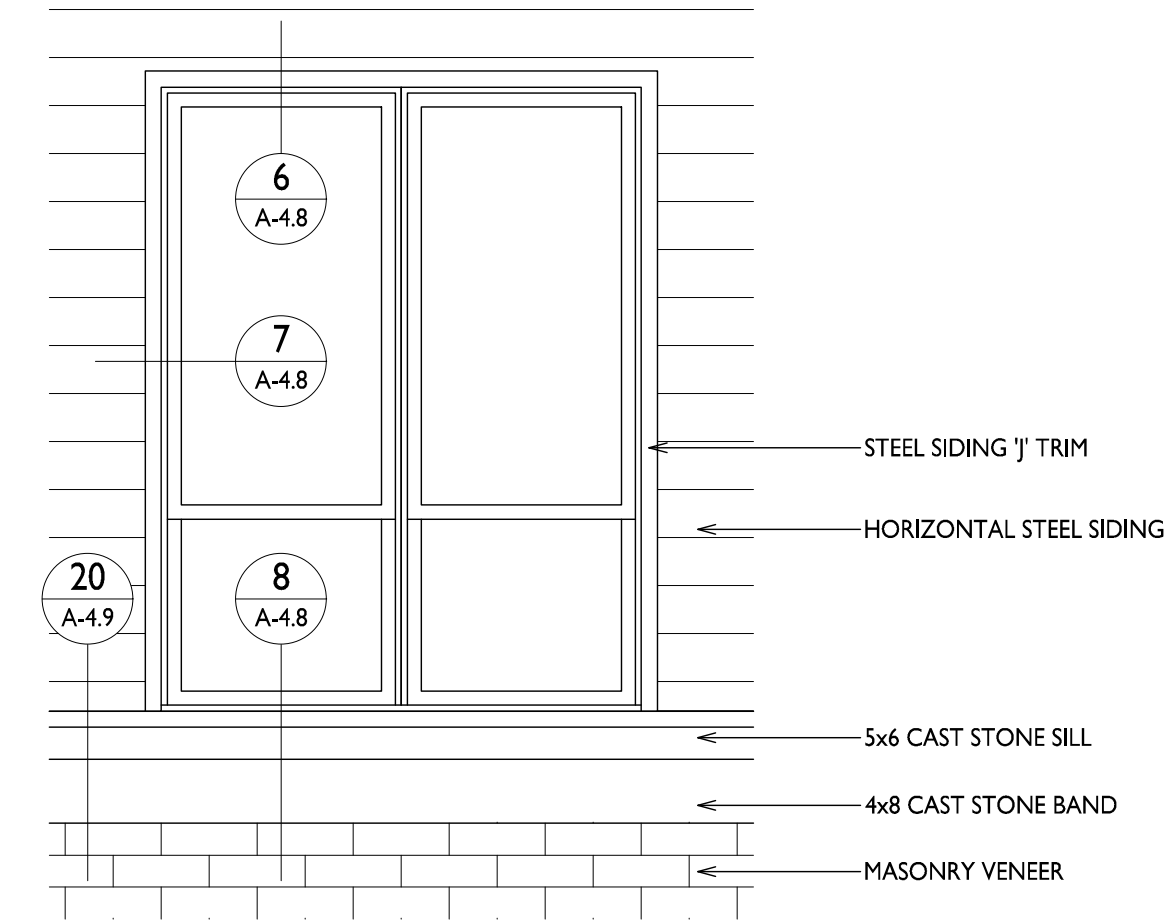 6
A-4.8
7
A-4.8
STEEL SIDING 'J' TRIM
HORIZONTAL STEEL SIDING
20
A-4.9
8
A-4.8
5x6 CAST STONE SILL
4x8 CAST STONE BAND
MASONRY VENEER